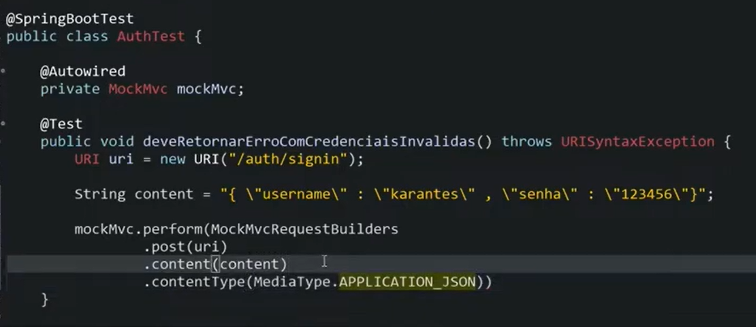 @SpringBootTest
public class AuthTest {
@Autowired
private MockMvc mockMvc;
@Test
public void deveRetornarErroComCredenciaisInvalidas() throws URISyntaxException {
URI uri = new URI("/auth/signin");
String content = "{ \"username\" : \"karantes\" , \"senha\" : \"123456\"}";
mockMvc.perform(MockMvcRequestBuilders
.post(uri)
.content(content)
.contentType(MediaType.APPLICATION_JSON))
}